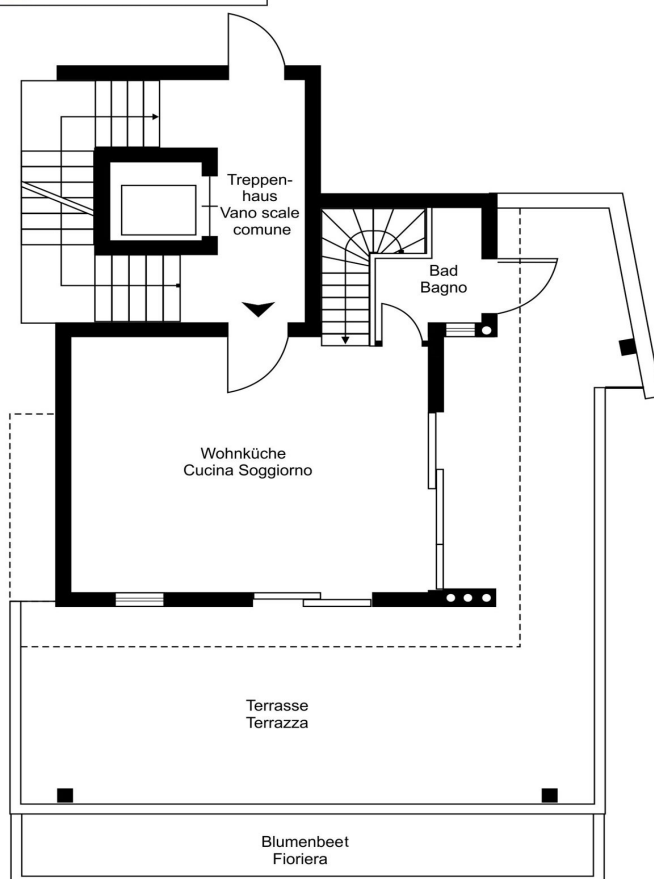 Treppen-
haus
Vano scale
comune
Bad
Bagno
Wohnküche
Cucina Soggiorno
Terrasse
Terrazza
Blumenbeet
Fioriera